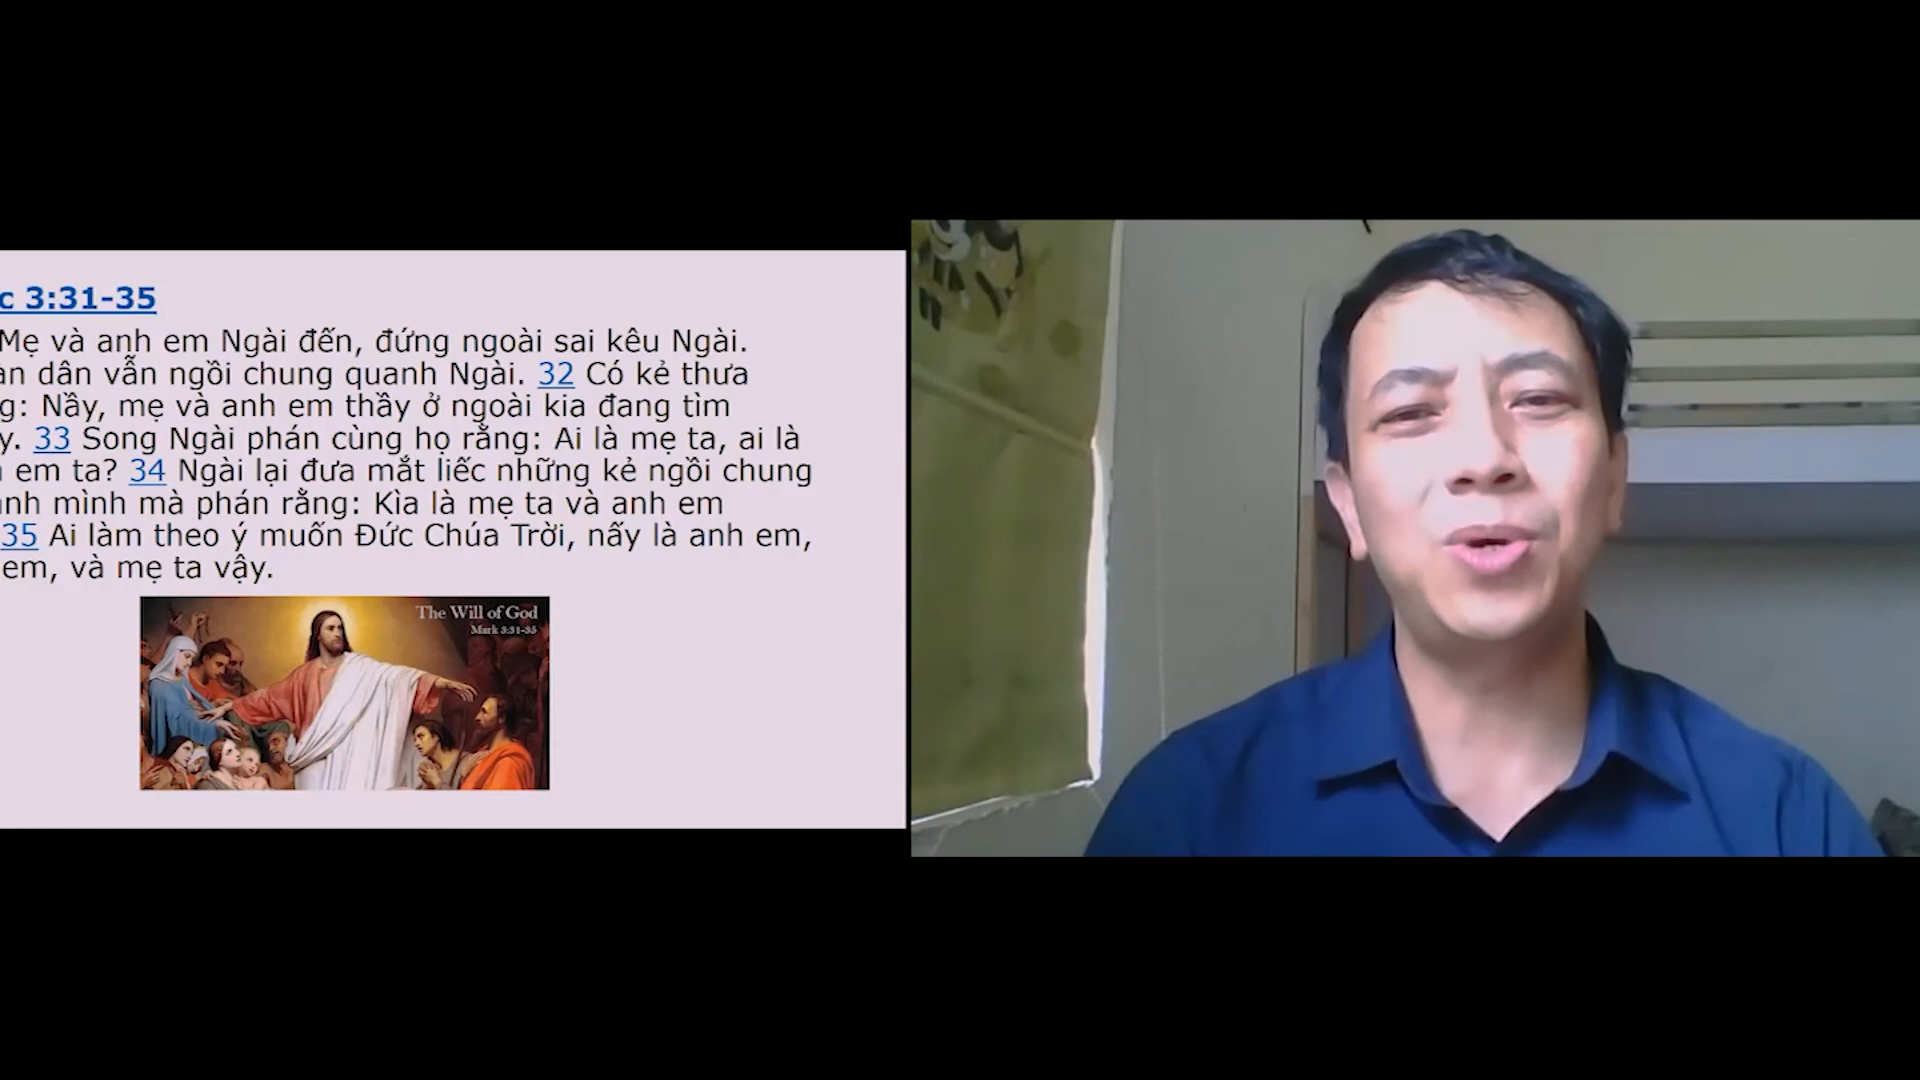 c 3:31-35
Mẹ và anh em Ngài đến, đứng ngoài sai kêu Ngài.
àn dân vẫn ngồi chung quanh Ngài. 32 Có kẻ thưa
g: Nầy, mẹ và anh em thầy ở ngoài kia đang tìm
y. 33 Song Ngài phán cùng họ rằng: Ai là mẹ ta, ai là
em ta? 34 Ngài lại đưa mắt liếc những kẻ ngồi chung
anh mình mà phán rằng: Kìa là mẹ ta và anh em
35 Ai làm theo ý muốn Đức Chúa Trời, nấy là anh em,
em, và mẹ ta vậy.
The Will of God
Mark 3:31-35